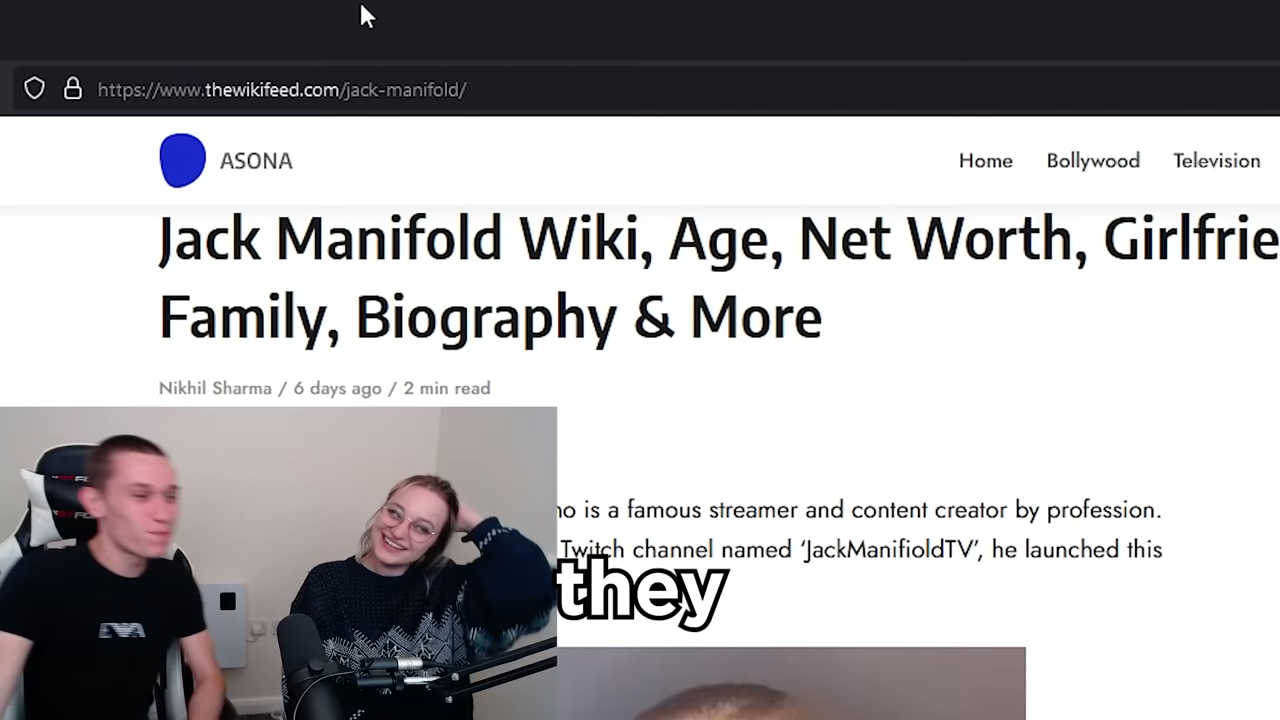 https://www.thewikifeed.com/jack-manifold/
ASONA
Home Bollywood Television
Jack Manifold Wiki, Age, Net Worth, Girlfrie
Family, Biography & More
Nikhil Sharma / 6 days ago / 2 min read
is a famous streamer and content creator by profession.
Twitch channel named ‘JackManifioldTV’, he launched this
they